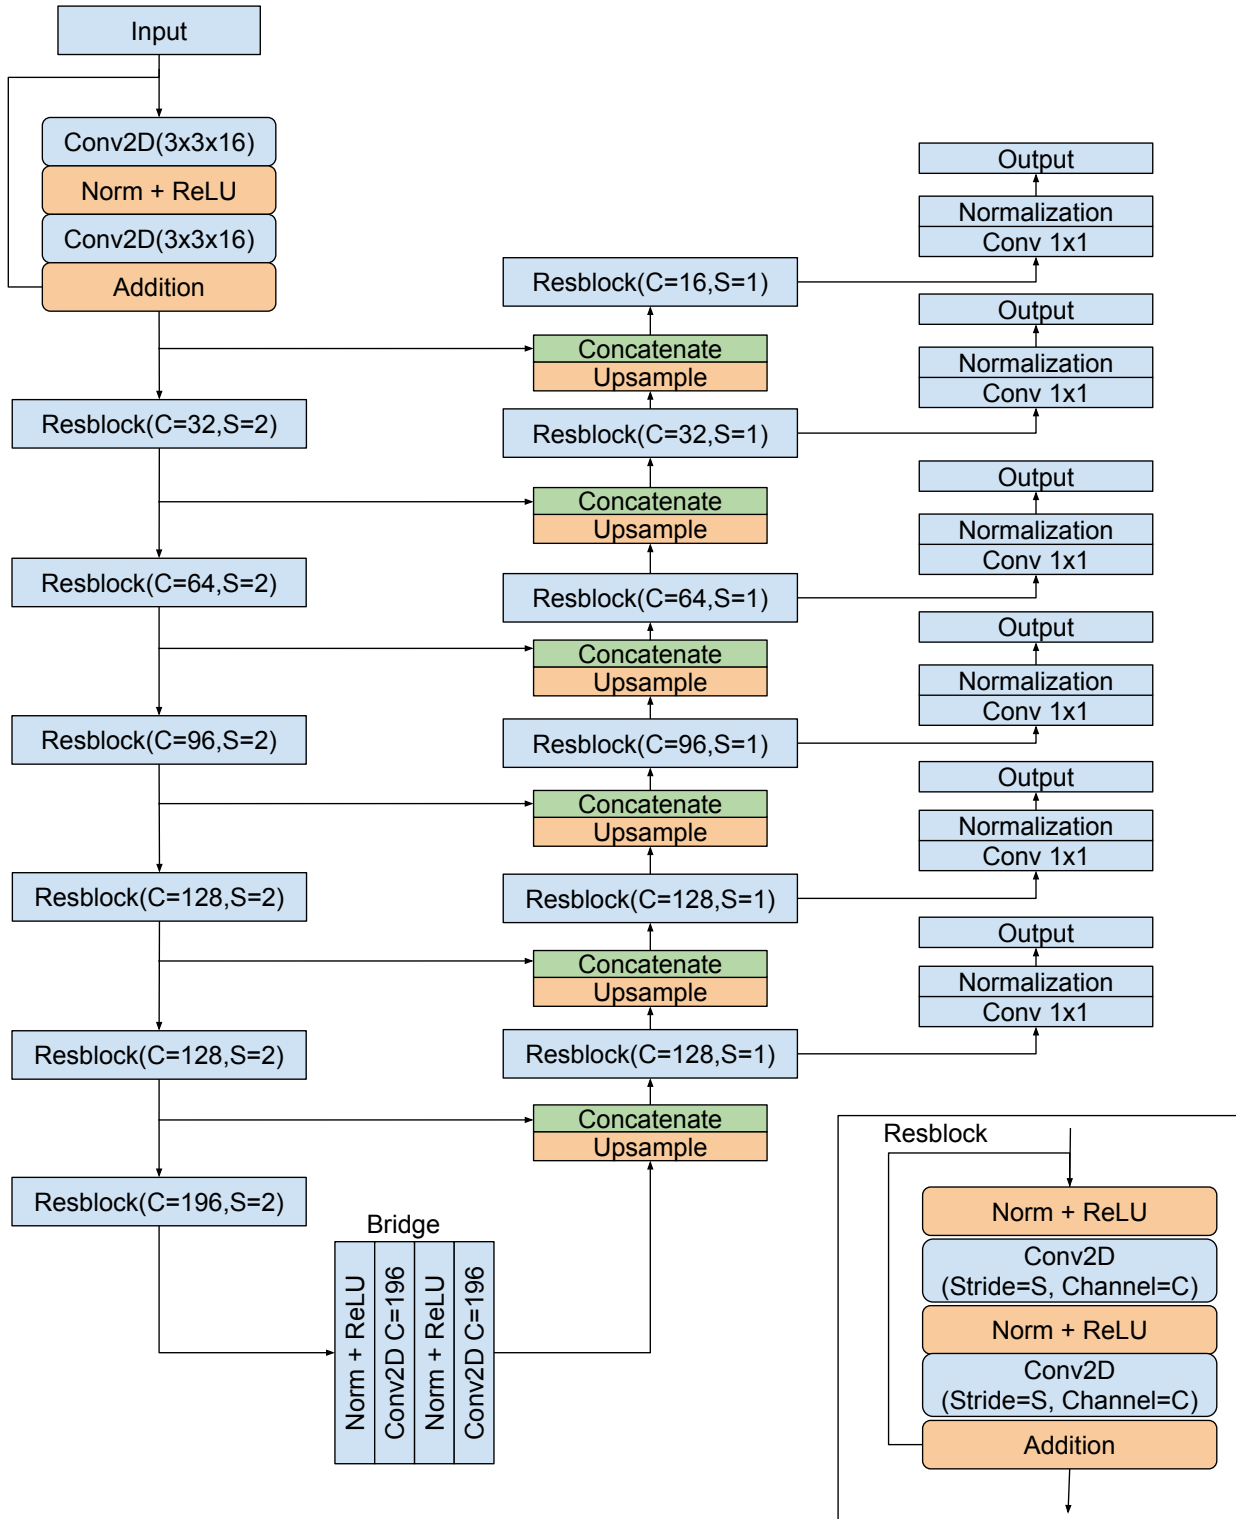 Input
Conv2D(3x3x16)
Norm + ReLU
Conv2D(3x3x16)
Addition
Resblock(C=32,S=2)
Resblock(C=64,S=2)
Resblock(C=96,S=2)
Resblock(C=128,S=2)
Resblock(C=128,S=2)
Resblock(C=196,S=2)
Bridge
Norm + ReLU
Conv2D C=196
Norm + ReLU
Conv2D C=196
Resblock(C=16,S=1)
Concatenate
Upsample
Resblock(C=32,S=1)
Concatenate
Upsample
Resblock(C=64,S=1)
Concatenate
Upsample
Resblock(C=96,S=1)
Concatenate
Upsample
Resblock(C=128,S=1)
Concatenate
Upsample
Resblock(C=128,S=1)
Concatenate
Upsample
Output
Normalization
Conv 1x1
Output
Normalization
Conv 1x1
Output
Normalization
Conv 1x1
Output
Normalization
Conv 1x1
Output
Normalization
Conv 1x1
Output
Normalization
Conv 1x1
Resblock
Norm + ReLU
Conv2D
(Stride=S, Channel=C)
Norm + ReLU
Conv2D
(Stride=S, Channel=C)
Addition